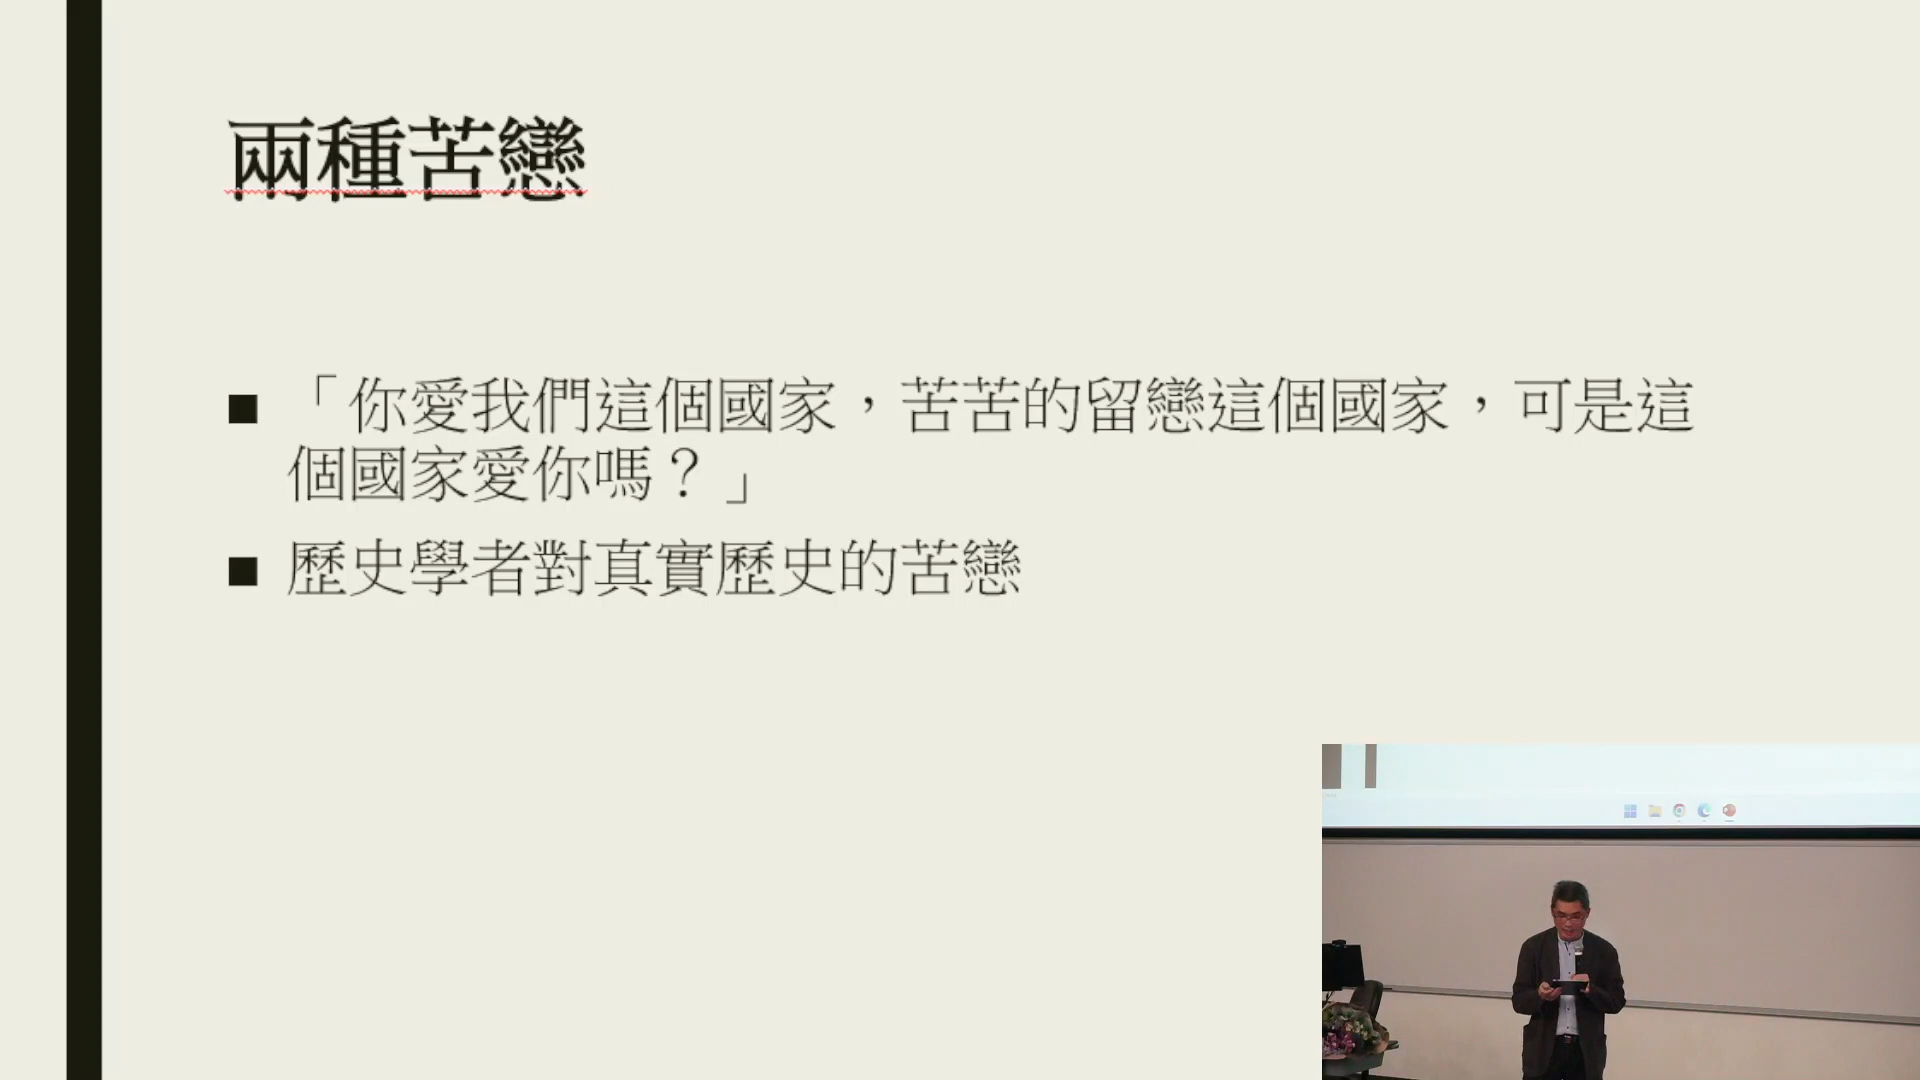 兩種苦戀
■ 「你愛我們這個國家，苦苦的留戀這個國家，可是這
個國家愛你嗎？」
■ 歷史學者對真實歷史的苦戀